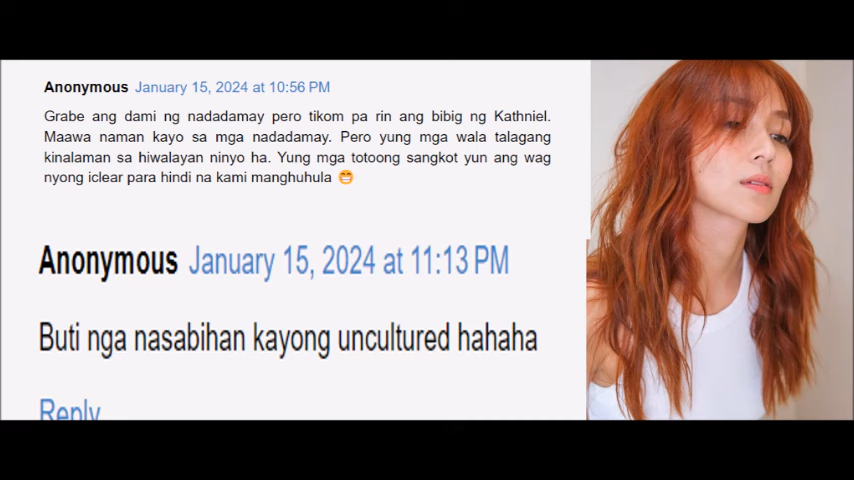 Anonymous January 15, 2024 at 10:56 PM
Grabe ang dami ng nadadamay pero tikom pa rin ang bibig ng Kathniel.
Maawa naman kayo sa mga nadadamay. Pero yung mga wala talagang
kinalaman sa hiwalayan ninyo ha. Yung mga totoong sangkot yun ang wag
nyong iclear para hindi na kami manghuhula 😁
Anonymous January 15, 2024 at 11:13 PM
Buti nga nasabihan kayong uncultured hahaha
Reply